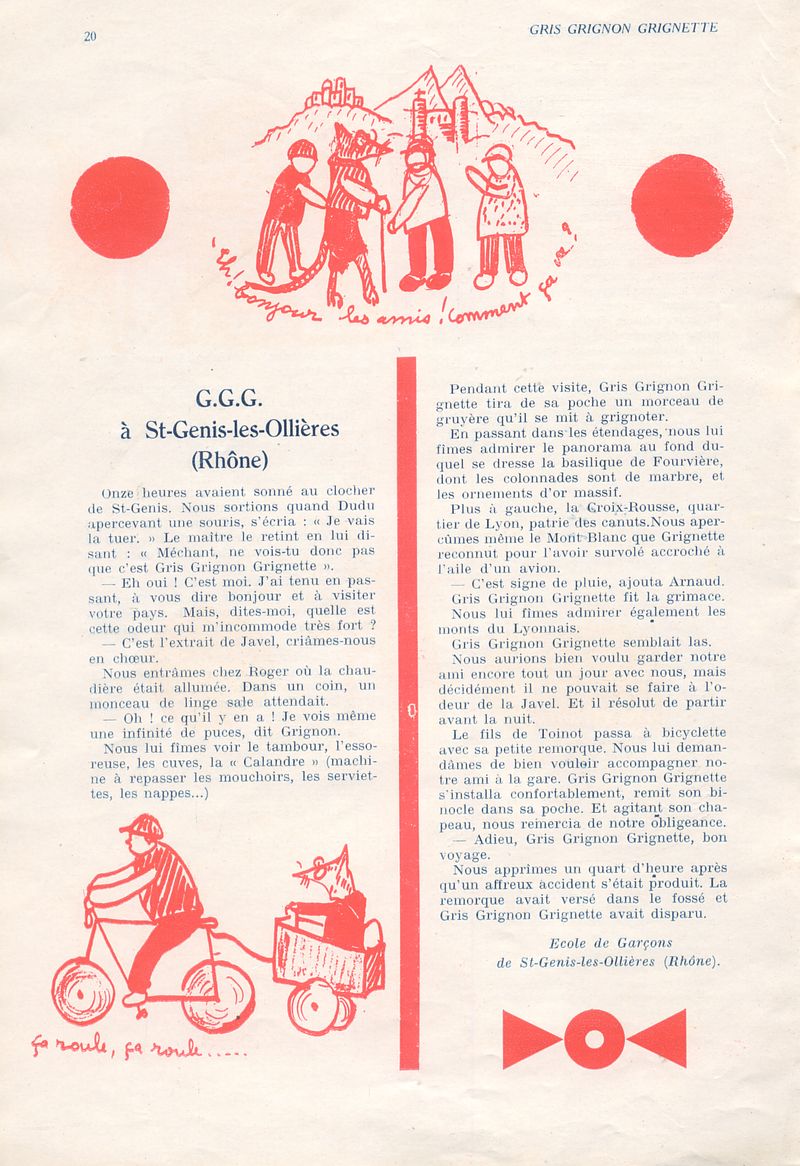 20
GRIS GRIGNON GRIGNETTE
"Eh! bonjour les amis! Comment ça va?
G.G.G.
à St-Genis-les-Ollières
(Rhône)
Onze heures avaient sonné au clocher
de St-Genis. Nous sortions quand Dudu
apercevant une souris, s'écria : « Je vais
la tuer. » Le maître le retint en lui di-
sant : « Méchant, ne vois-tu donc pas
que c'est Gris Grignon Grignette ».
— Eh oui ! C'est moi. J'ai tenu en pas-
sant, à vous dire bonjour et à visiter
votre pays. Mais, dites-moi, quelle est
cette odeur qui m'incommode très fort ?
— C'est l'extrait de Javel, criâmes-nous
en chœur.
Nous entrâmes chez Roger où la chau-
dière était allumée. Dans un coin, un
monceau de linge sale attendait.
— Oh ! ce qu'il y en a ! Je vois même
une infinité de puces, dit Grignon.
Nous lui fîmes voir le tambour, l'esso-
reuse, les cuves, la « Calandre » (machi-
ne à repasser les mouchoirs, les serviet-
tes, les nappes...)
ça roule, ça roule.....
Pendant cette visite, Gris Grignon Gri-
gnette tira de sa poche un morceau de
gruyère qu'il se mit à grignoter.
En passant dans les étendages, nous lui
fîmes admirer le panorama au fond du-
quel se dresse la basilique de Fourvière,
dont les colonnades sont de marbre, et
les ornements d'or massif.
Plus à gauche, la Croix-Rousse, quar-
tier de Lyon, patrie des canuts.Nous aper-
cûmes même le Mont-Blanc que Grignette
reconnut pour l'avoir survolé accroché à
l'aile d'un avion.
— C'est signe de pluie, ajouta Arnaud.
Gris Grignon Grignette fit la grimace.
Nous lui fîmes admirer également les
monts du Lyonnais.
Gris Grignon Grignette semblait las.
Nous aurions bien voulu garder notre
ami encore tout un jour avec nous, mais
décidément il ne pouvait se faire à l'o-
deur de la Javel. Et il résolut de partir
avant la nuit.
Le fils de Toinot passa à bicyclette
avec sa petite remorque. Nous lui deman-
dâmes de bien vouloir accompagner no-
tre ami à la gare. Gris Grignon Grignette
s'installa confortablement, remit son bi-
nocle dans sa poche. Et agitant son cha-
peau, nous remercia de notre obligeance.
— Adieu, Gris Grignon Grignette, bon
voyage.
Nous apprîmes un quart d'heure après
qu'un affreux accident s'était produit. La
remorque avait versé dans le fossé et
Gris Grignon Grignette avait disparu.
Ecole de Garçons
de St-Genis-les-Ollières (Rhône).